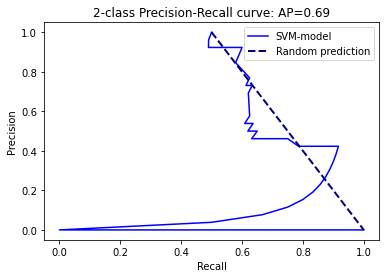 2-class Precision-Recall curve: AP=0.69
SVM-model
Random prediction
Precision
1.0
0.8
0.6
0.4
0.2
0.0
0.0 0.2 0.4 0.6 0.8 1.0
Recall